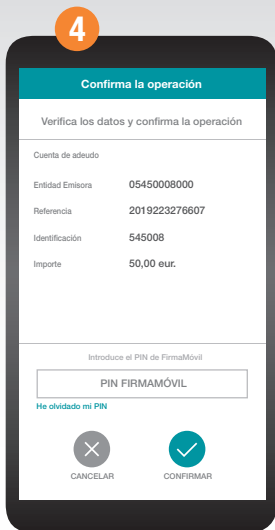 4
Confirma la operación
Verifica los datos y confirma la operación
Cuenta de adeudo
Entidad Emisora 05450008000
Referencia 2019223276607
Identificación 545008
Importe 50,00 eur.
Introduce el PIN de FirmaMóvil
PIN FIRMAMÓVIL
He olvidado mi PIN
CANCELAR CONFIRMAR